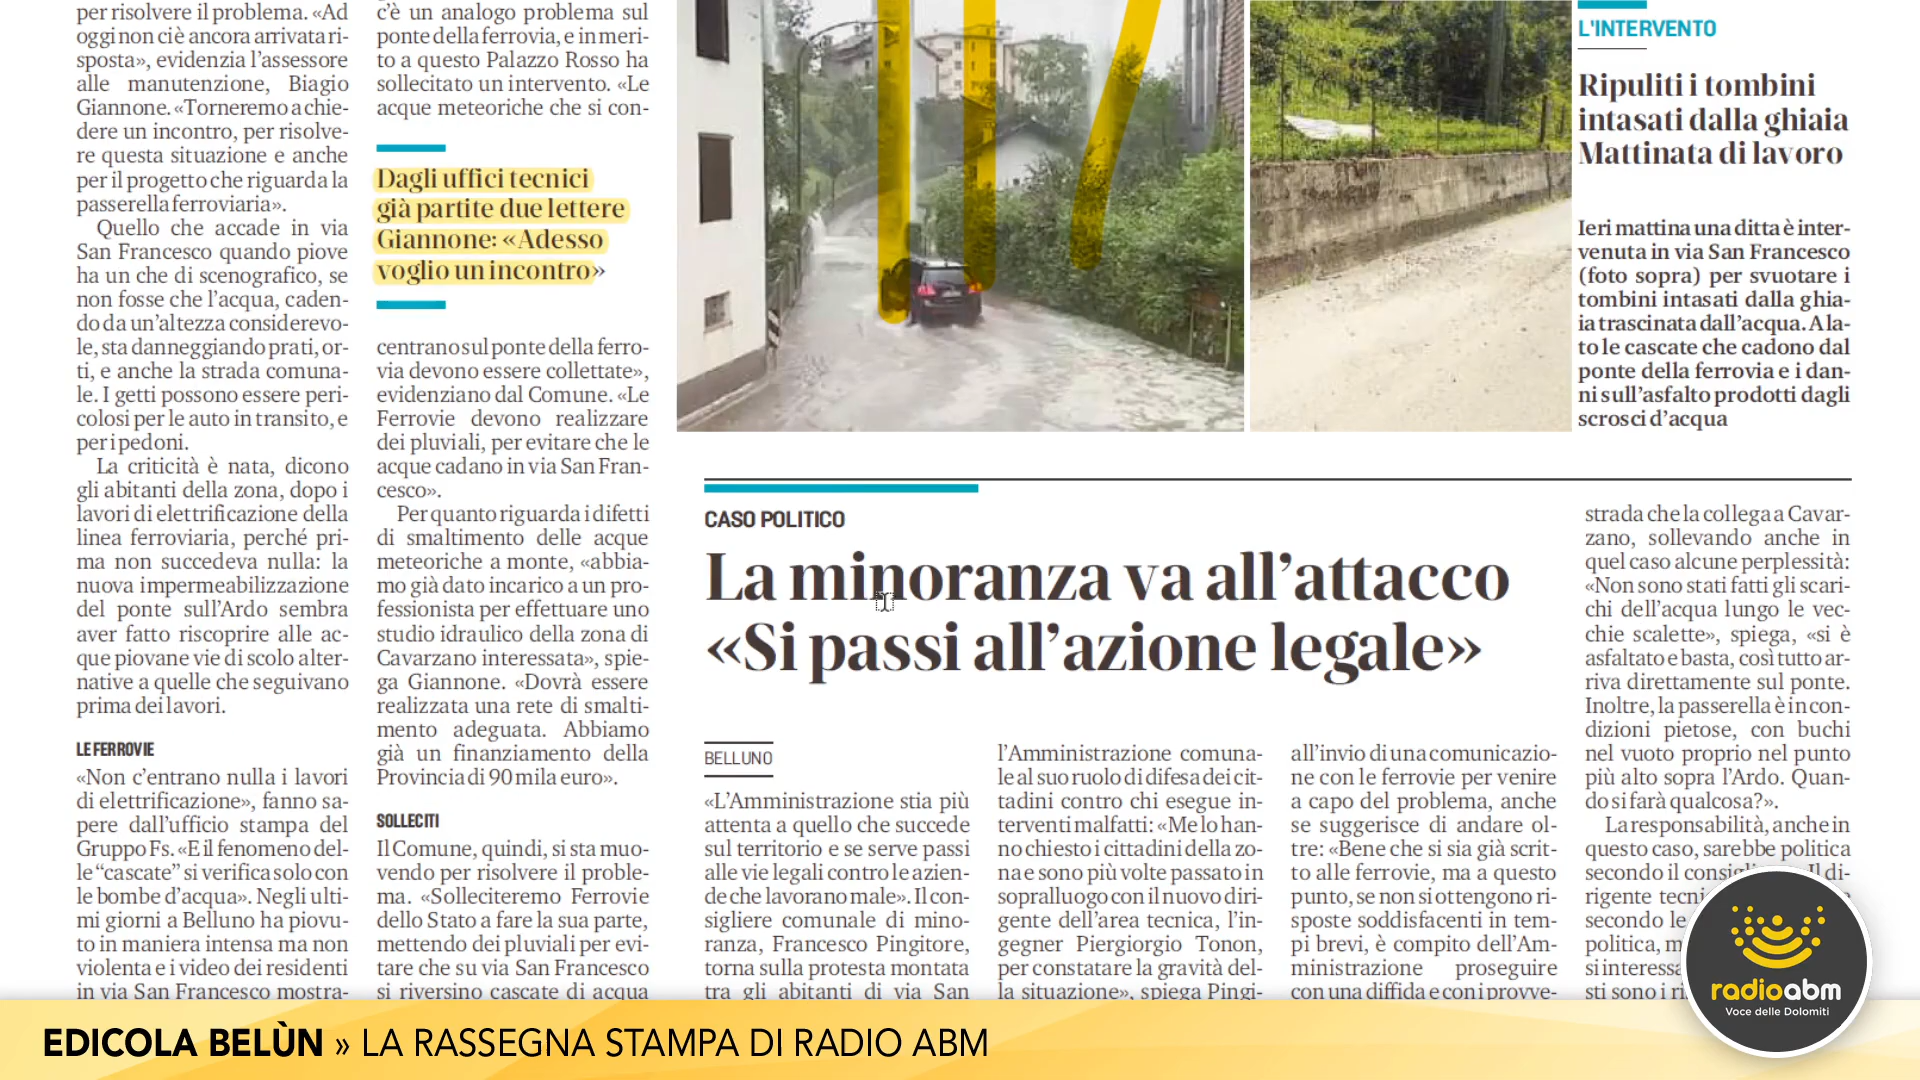 per risolvere il problema. «Ad
oggi non ci è ancora arrivata ri-
sposta», evidenzia l'assessore
alle manutenzione, Biagio
Giannone. «Torneremo a chie-
dere un incontro, per risolve-
re questa situazione e anche
per il progetto che riguarda la
passerella ferroviaria».
Quello che accade in via
San Francesco quando piove
ha un che di scenografico, se
non fosse che l'acqua, caden-
do da un'altezza considerevo-
le, sta danneggiando prati, or-
ti, e anche la strada comuna-
le. I getti possono essere peri-
colosi per le auto in transito, e
per i pedoni.
La criticità è nata, dicono
gli abitanti della zona, dopo i
lavori di elettrificazione della
linea ferroviaria, perché pri-
ma non succedeva nulla: la
nuova impermeabilizzazione
del ponte sull'Ardo sembra
aver fatto riscoprire alle ac-
que piovane vie di scolo alter-
native a quelle che seguivano
prima dei lavori.
LE FERROVIE
«Non c'entrano nulla i lavori
di elettrificazione», fanno sa-
pere dall'ufficio stampa del
Gruppo Fs. «E il fenomeno del-
le “cascate” si verifica solo con
le bombe d'acqua». Negli ulti-
mi giorni a Belluno ha piovu-
to in maniera intensa ma non
violenta e i video dei residenti
in via San Francesco mostra-
c'è un analogo problema sul
ponte della ferrovia, e in meri-
to a questo Palazzo Rosso ha
sollecitato un intervento. «Le
acque meteoriche che si con-
Dagli uffici tecnici
già partite due lettere
Giannone: «Adesso
voglio un incontro»
centrano sul ponte della ferro-
via devono essere collettate»,
evidenziano dal Comune. «Le
Ferrovie devono realizzare
dei pluviali, per evitare che le
acque cadano in via San Fran-
cesco».
Per quanto riguarda i difetti
di smaltimento delle acque
meteoriche a monte, «abbia-
mo già dato incarico a un pro-
fessionista per effettuare uno
studio idraulico della zona di
Cavarzano interessata», spie-
ga Giannone. «Dovrà essere
realizzata una rete di smalti-
mento adeguata. Abbiamo
già un finanziamento della
Provincia di 90 mila euro».
SOLLECITI
Il Comune, quindi, si sta muo-
vendo per risolvere il proble-
ma. «Solleciteremo Ferrovie
dello Stato a fare la sua parte,
mettendo dei pluviali per evi-
tare che su via San Francesco
si riversino cascate di acqua
L'INTERVENTO
Ripuliti i tombini
intasati dalla ghiaia
Mattinata di lavoro
Ieri mattina una ditta è inter-
venuta in via San Francesco
(foto sopra) per svuotare i
tombini intasati dalla ghia-
ia trascinata dall'acqua. A la-
to le cascate che cadono dal
ponte della ferrovia e i dan-
ni sull'asfalto prodotti dagli
scrosci d'acqua
CASO POLITICO
La minoranza va all'attacco
«Si passi all'azione legale»
BELLUNO
«L'Amministrazione stia più
attenta a quello che succede
sul territorio e se serve passi
alle vie legali contro le azien-
de che lavorano male». Il con-
sigliere comunale di mino-
ranza, Francesco Pingitore,
torna sulla protesta montata
tra gli abitanti di via San
l'Amministrazione comuna-
le al suo ruolo di difesa dei cit-
tadini contro chi esegue in-
terventi malfatti: «Me lo han-
no chiesto i cittadini della zo-
na e sono più volte passato in
sopralluogo con il nuovo diri-
gente dell'area tecnica, l'in-
gegner Piergiorgio Tonon,
per constatare la gravità del-
la situazione», spiega Pingi-
all'invio di una comunicazio-
ne con le ferrovie per venire
a capo del problema, anche
se suggerisce di andare ol-
tre: «Bene che si sia già scrit-
to alle ferrovie, ma a questo
punto, se non si ottengono ri-
sposte soddisfacenti in tem-
pi brevi, è compito dell'Am-
ministrazione proseguire
con una diffida e con i provve-
strada che la collega a Cavar-
zano, sollevando anche in
quel caso alcune perplessità:
«Non sono stati fatti gli scari-
chi dell'acqua lungo le vec-
chie scalette», spiega, «si è
asfaltato e basta, così tutto ar-
riva direttamente sul ponte.
Inoltre, la passerella è in con-
dizioni pietose, con buchi
nel vuoto proprio nel punto
più alto sopra l'Ardo. Quan-
do si farà qualcosa?».
La responsabilità, anche in
questo caso, sarebbe politica
secondo il Il di-
rigente
secondo le
politica,
si
sti sono i
radioabm
Voce delle Dolomiti
EDICOLA BELÙN » LA RASSEGNA STAMPA DI RADIO ABM